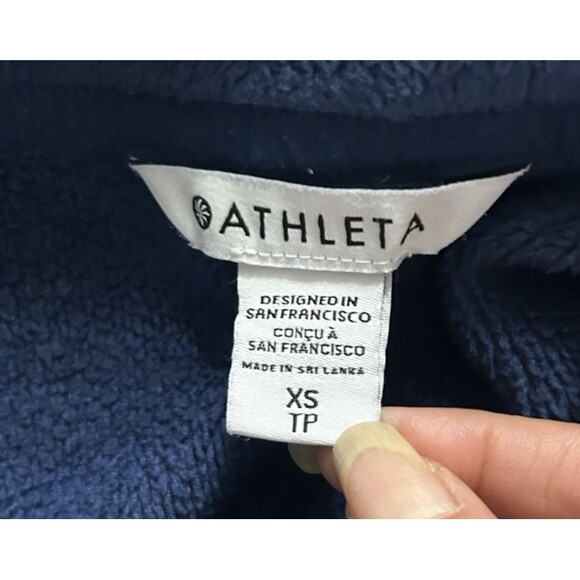 ATHLETA
DESIGNED IN
SAN FRANCISCO
CONÇU À
SAN FRANCISCO
MADE IN SRI LANKA
XS
TP